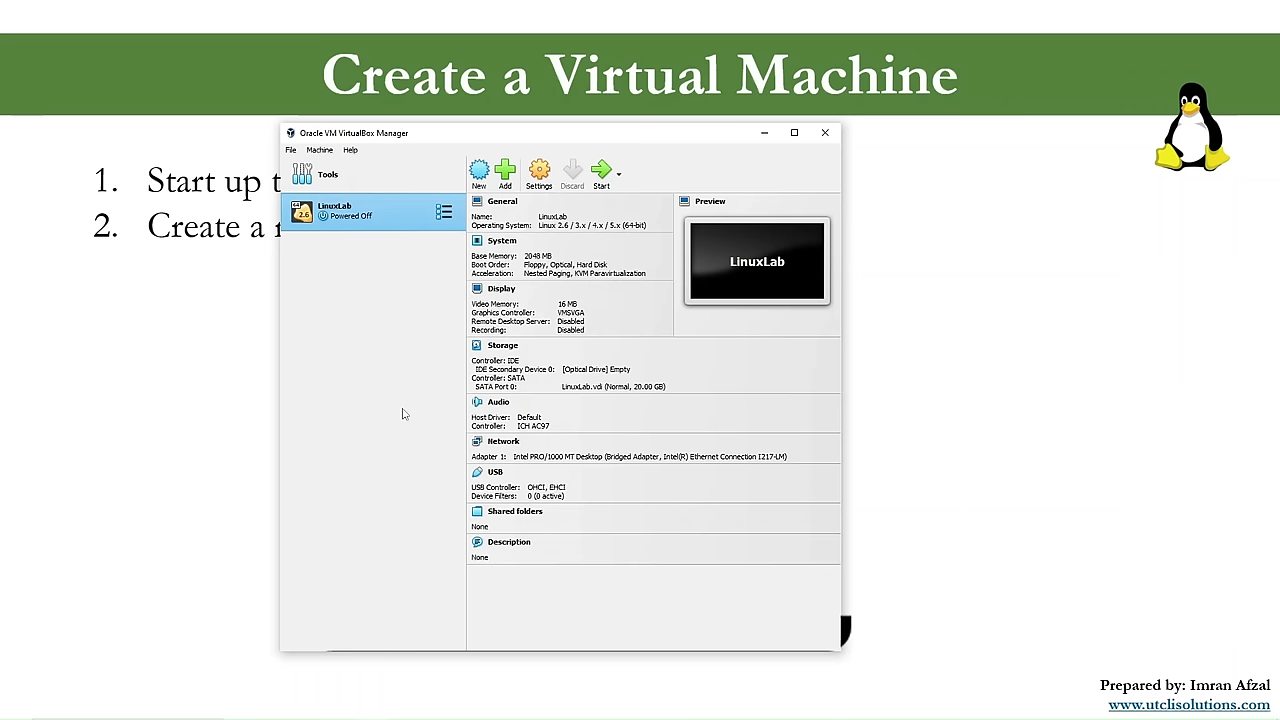 Create a Virtual Machine
1. Start up t
2. Create a
Oracle VM VirtualBox Manager
File Machine Help
Tools
New Add Settings Discard Start
64
2.6
LinuxLab
Powered Off
General
Name: LinuxLab
Operating System: Linux 2.6 / 3.x / 4.x / 5.x (64-bit)
System
Base Memory: 2048 MB
Boot Order: Floppy, Optical, Hard Disk
Acceleration: Nested Paging, KVM Paravirtualization
Display
Video Memory: 16 MB
Graphics Controller: VMSVGA
Remote Desktop Server: Disabled
Recording: Disabled
Preview
LinuxLab
Storage
Controller: IDE
IDE Secondary Device 0: [Optical Drive] Empty
Controller: SATA
SATA Port 0: LinuxLab.vdi (Normal, 20.00 GB)
Audio
Host Driver: Default
Controller: ICH AC97
Network
Adapter 1: Intel PRO/1000 MT Desktop (Bridged Adapter, Intel(R) Ethernet Connection I217-LM)
USB
USB Controller: OHCI, EHCI
Device Filters: 0 (0 active)
Shared folders
None
Description
None
Prepared by: Imran Afzal
www.utclisolutions.com